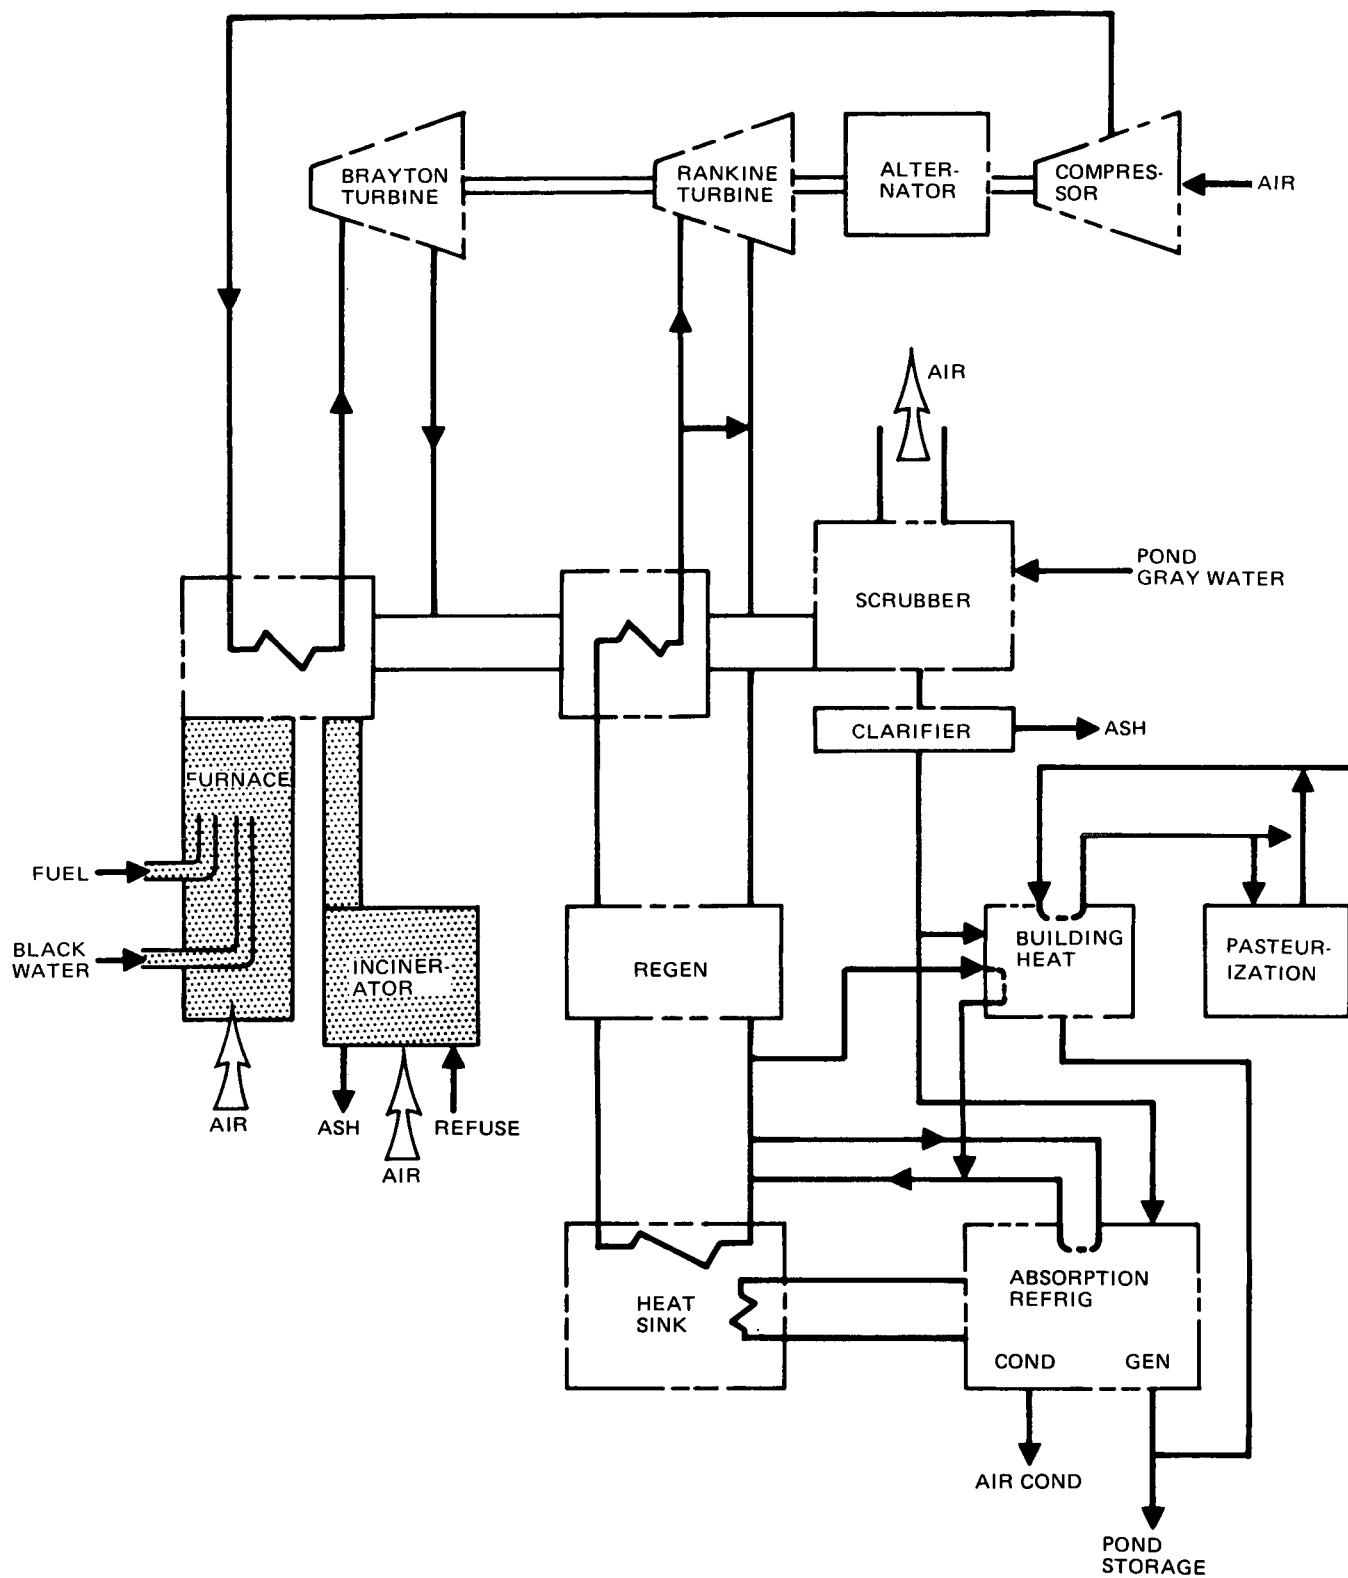 BRAYTON
TURBINE
RANKINE
TURBINE
ALTER-
NATOR
COMPRES-
SOR
AIR
AIR
POND
GRAY WATER
SCRUBBER
CLARIFIER
ASH
FURNACE
FUEL
BLACK
WATER
INCINER-
ATOR
REGEN
BUILDING
HEAT
PASTEUR-
IZATION
AIR
ASH
REFUSE
AIR
HEAT
SINK
ABSORPTION
REFRIG
COND
GEN
AIR COND
POND
STORAGE